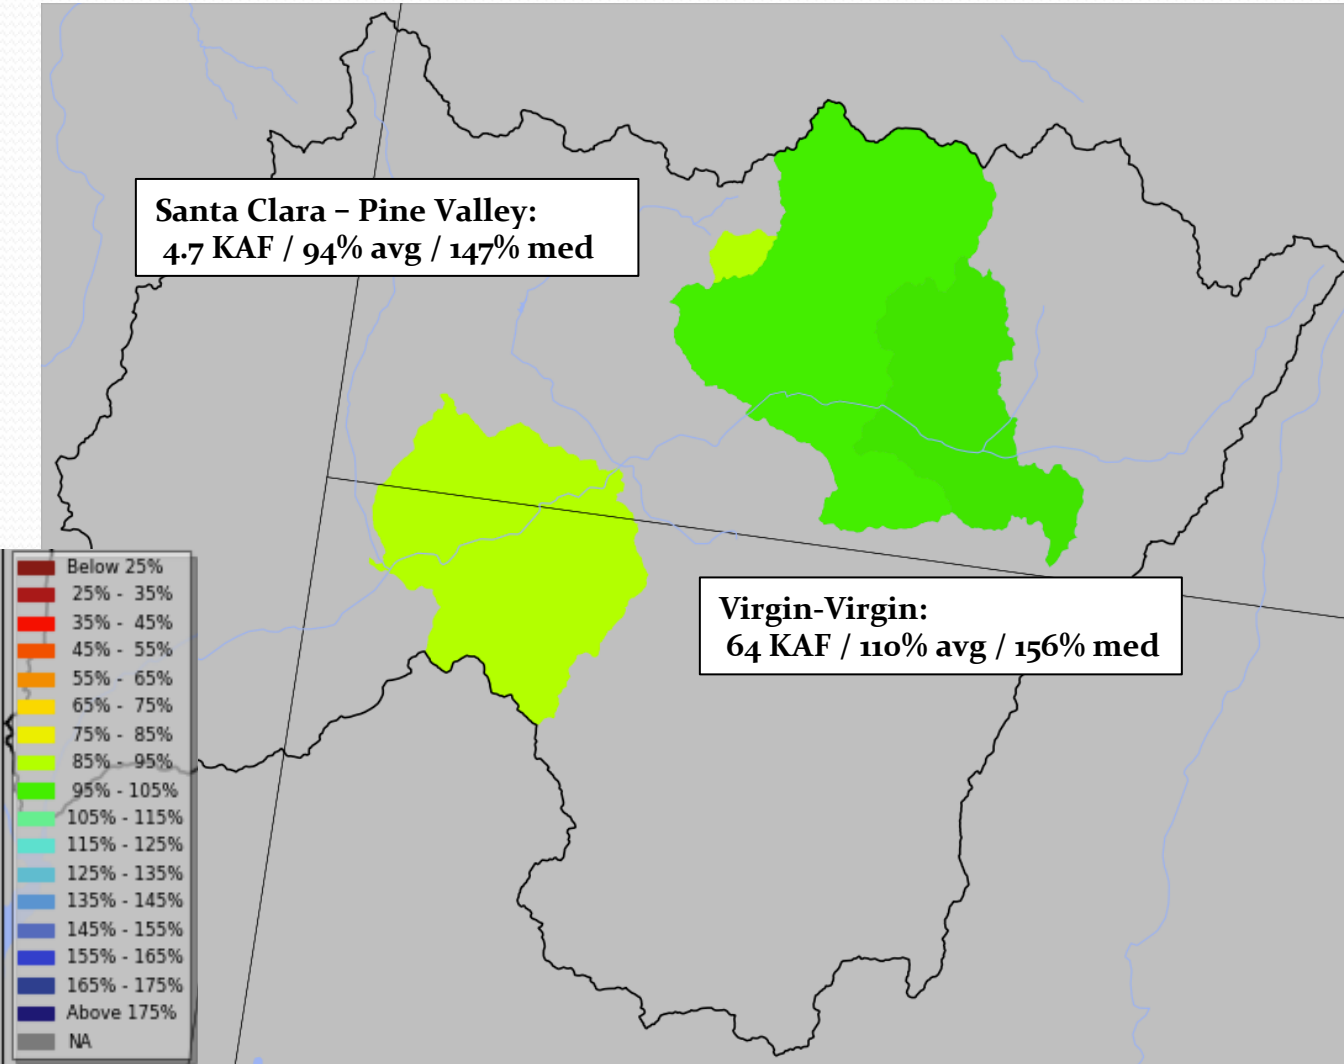 Santa Clara – Pine Valley:
4.7 KAF / 94% avg / 147% med
Virgin-Virgin:
64 KAF / 110% avg / 156% med
Below 25%
25% - 35%
35% - 45%
45% - 55%
55% - 65%
65% - 75%
75% - 85%
85% - 95%
95% - 105%
105% - 115%
115% - 125%
125% - 135%
135% - 145%
145% - 155%
155% - 165%
165% - 175%
Above 175%
NA